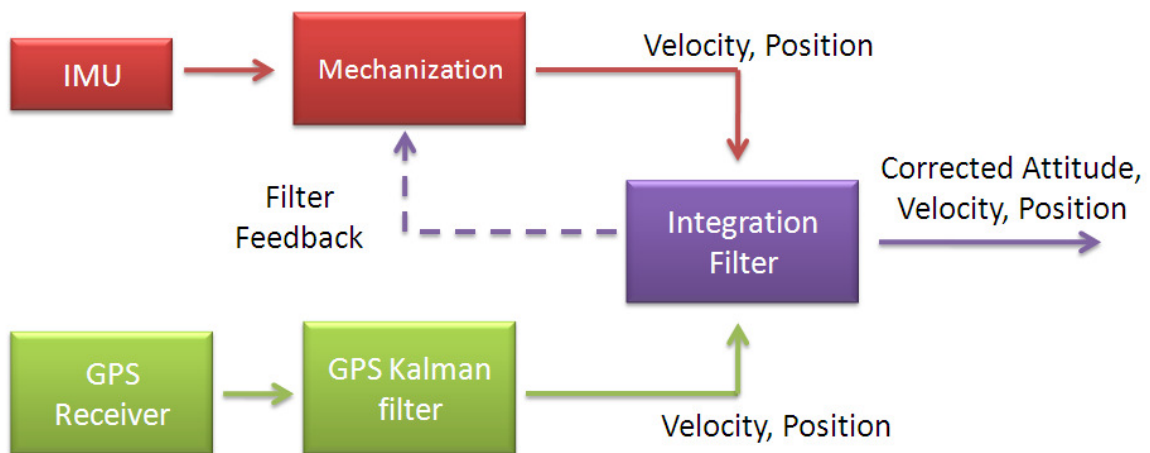 Velocity, Position
IMU
Mechanization
Corrected Attitude,
Velocity, Position
Filter
Feedback
Integration
Filter
GPS
Receiver
GPS Kalman
filter
Velocity, Position